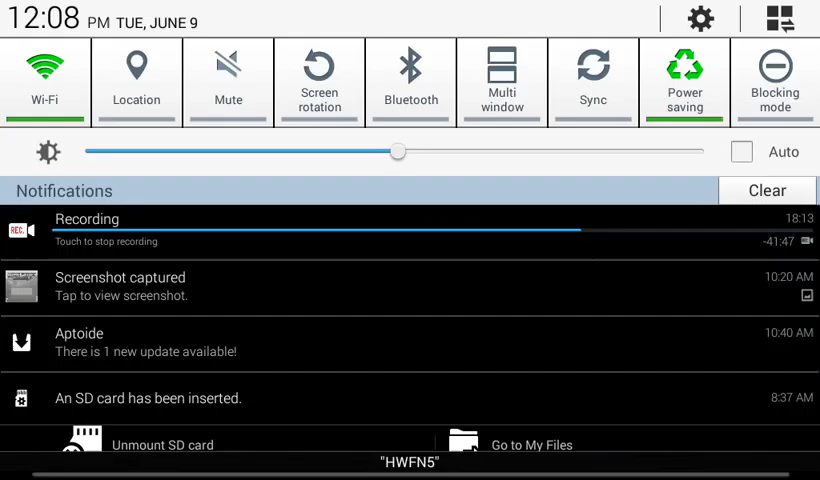 12:08 PM TUE, JUNE 9
Wi-Fi
Location
Mute
Screen
rotation
Bluetooth
Multi
window
Sync
Power
saving
Blocking
mode
Auto
Notifications
Clear
REC.
Recording 18:13
Touch to stop recording -41:47
Screenshot captured 10:20 AM
Tap to view screenshot.
Aptoide 10:40 AM
There is 1 new update available!
An SD card has been inserted. 8:37 AM
Unmount SD card
Go to My Files
"HWFN5"